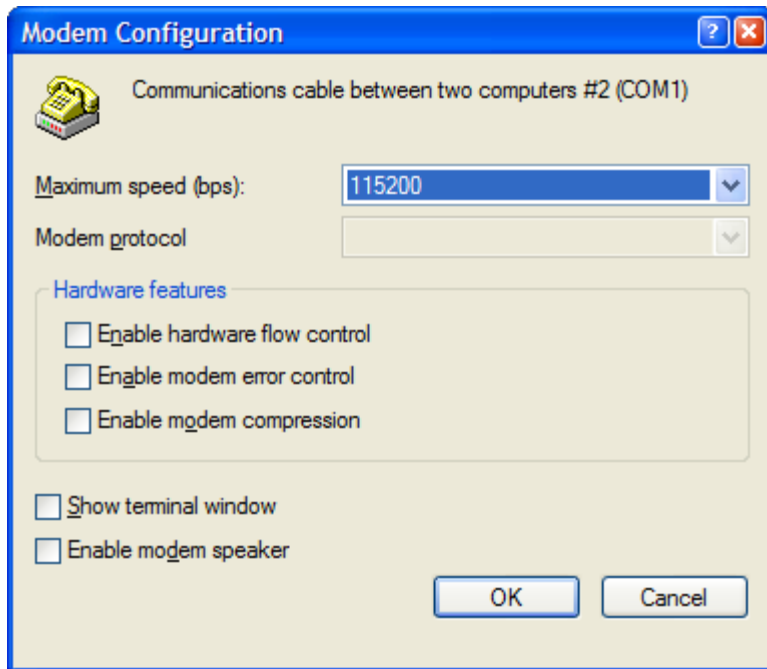 Modem Configuration
Communications cable between two computers #2 (COM1)
Maximum speed (bps): 115200
Modem protocol
Hardware features
Enable hardware flow control
Enable modem error control
Enable modem compression
Show terminal window
Enable modem speaker
OK Cancel